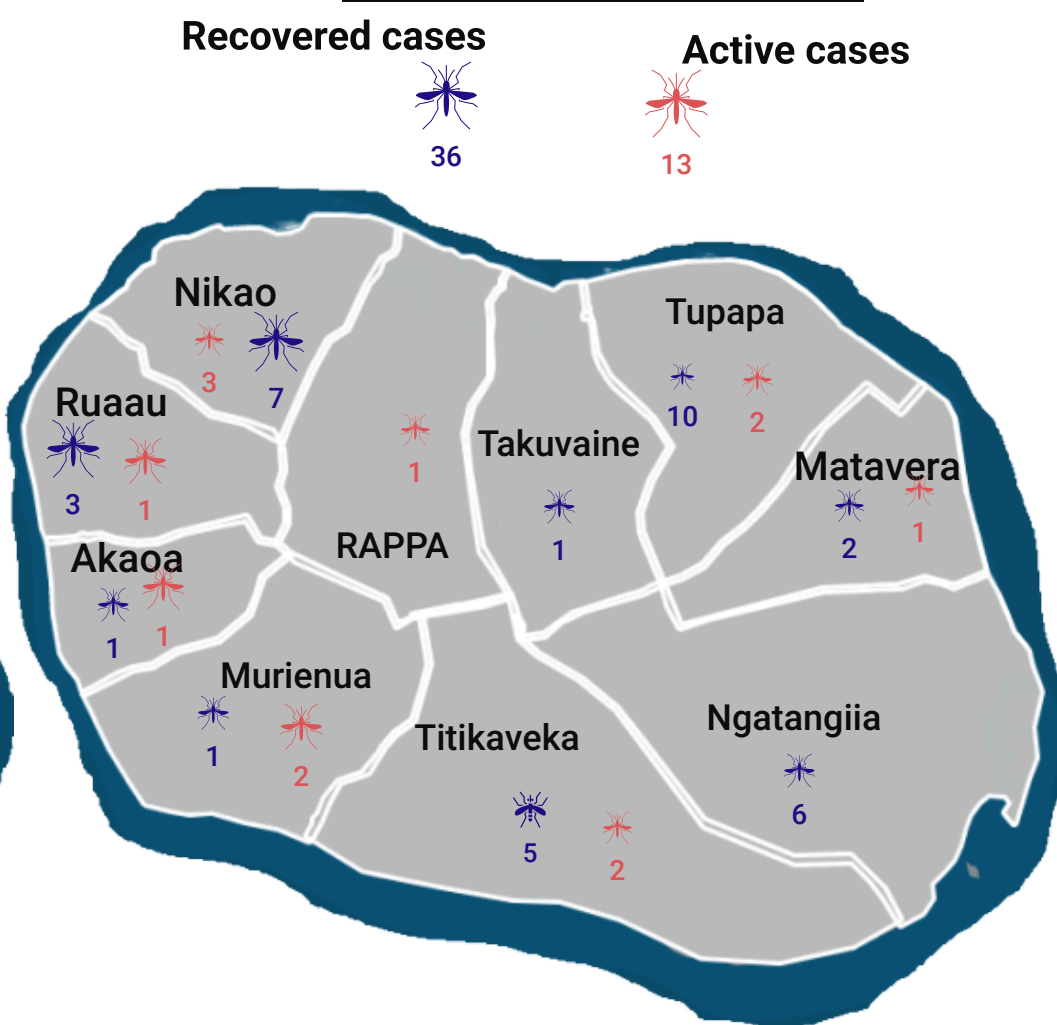 Recovered cases
36
Active cases
13
Nikao
3
7
Tupapa
10
2
Ruaau
3
1
1
RAPPA
Takuvaine
1
Matavera
2
1
Akaoa
1
1
Murienua
1
2
Titikaveka
5
2
Ngatangiia
6